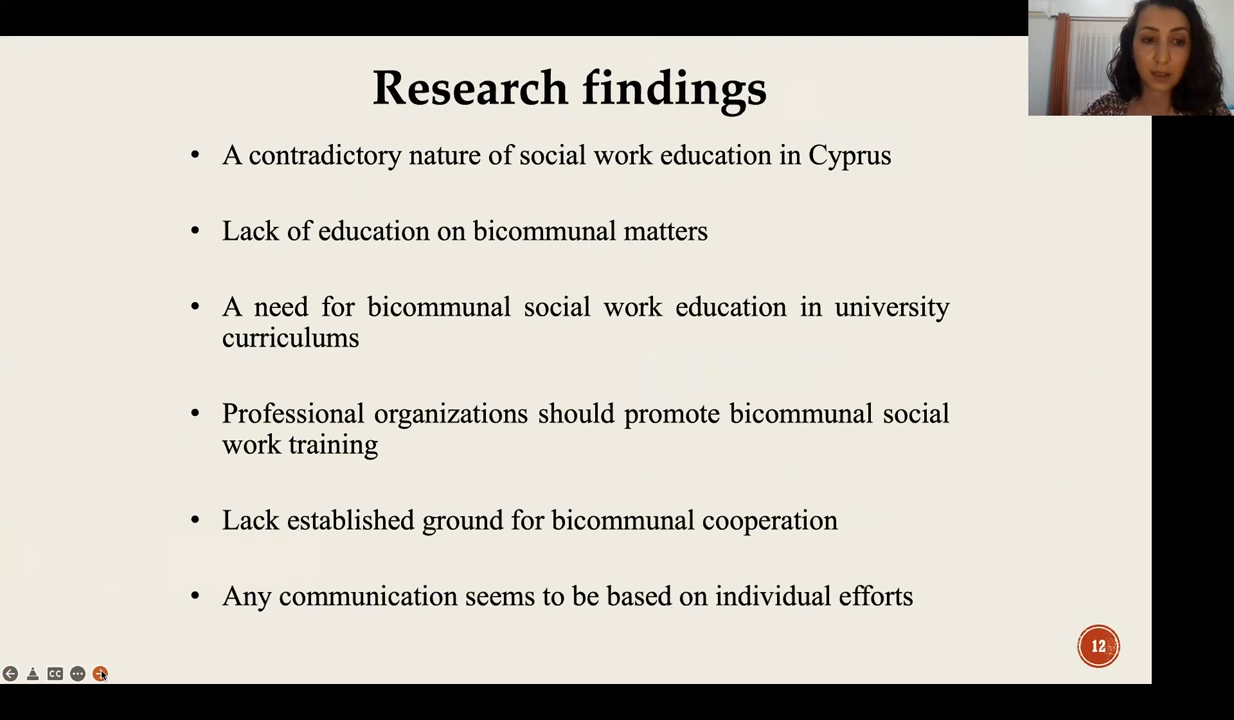 Research findings
• A contradictory nature of social work education in Cyprus
• Lack of education on bicommunal matters
• A need for bicommunal social work education in university
curriculums
• Professional organizations should promote bicommunal social
work training
• Lack established ground for bicommunal cooperation
• Any communication seems to be based on individual efforts
12
CC